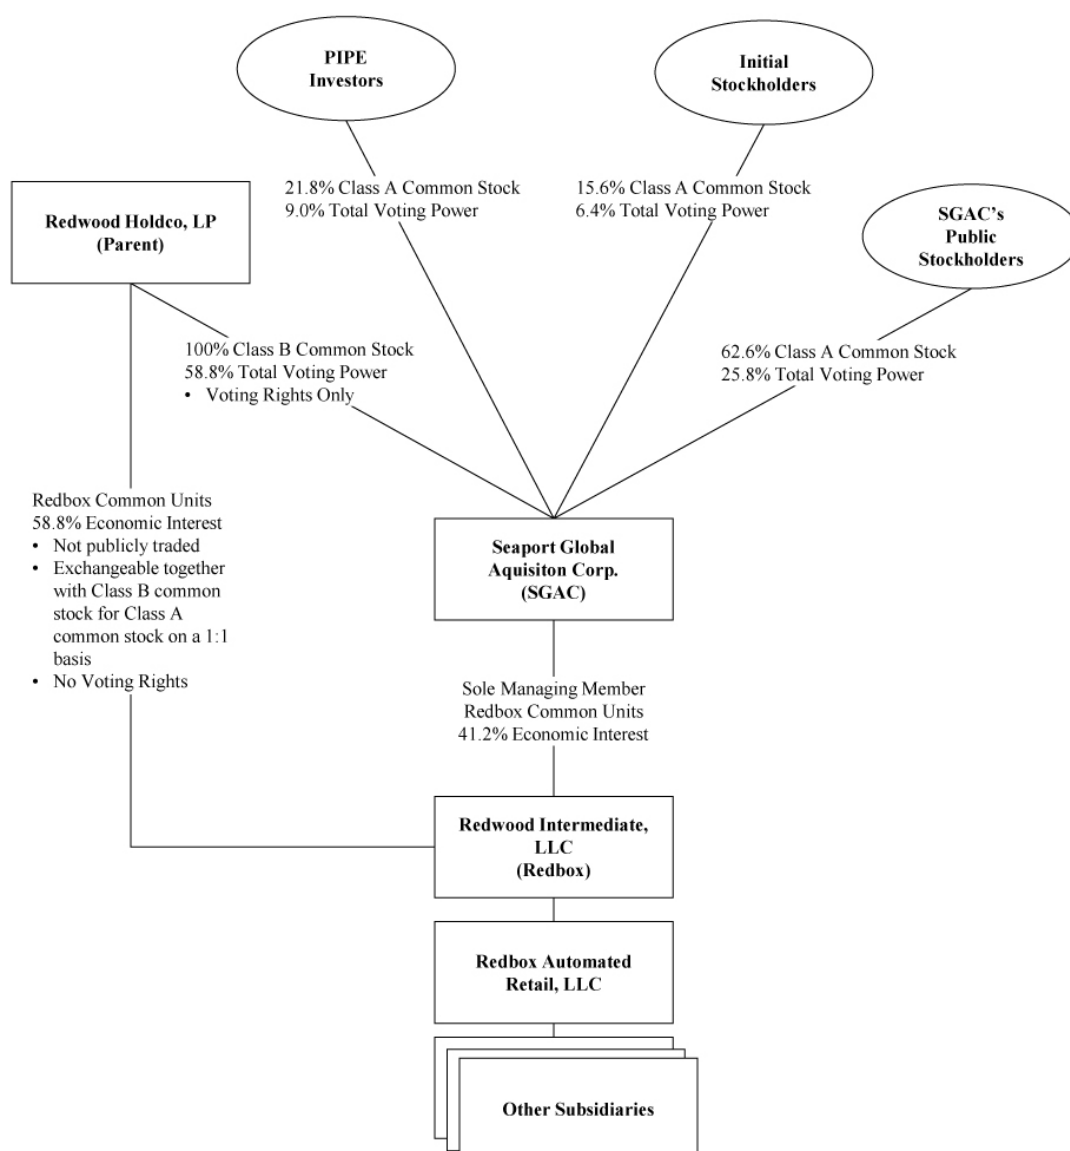 PIPE
Investors
Initial
Stockholders
21.8% Class A Common Stock
9.0% Total Voting Power
15.6% Class A Common Stock
6.4% Total Voting Power
Redwood Holdco, LP
(Parent)
SGAC's
Public
Stockholders
100% Class B Common Stock
58.8% Total Voting Power
• Voting Rights Only
62.6% Class A Common Stock
25.8% Total Voting Power
Redbox Common Units
58.8% Economic Interest
• Not publicly traded
• Exchangeable together
with Class B common
stock for Class A
common stock on a 1:1
basis
• No Voting Rights
Seaport Global
Aquisiton Corp.
(SGAC)
Sole Managing Member
Redbox Common Units
41.2% Economic Interest
Redwood Intermediate,
LLC
(Redbox)
Redbox Automated
Retail, LLC
Other Subsidiaries